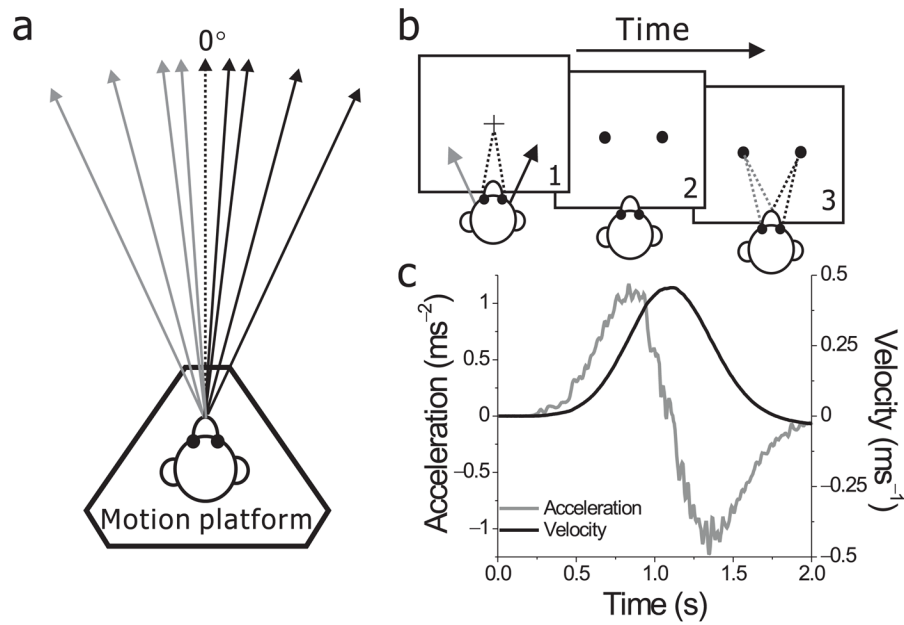 a
0°
Motion platform
b
Time
1
2
3
c
Acceleration (ms⁻²)
1
0.5
0
−0.5
−1
Acceleration
Velocity
0.5
0.25
0
−0.25
−0.5
Velocity (ms⁻¹)
0.0
0.5
1.0
1.5
2.0
Time (s)